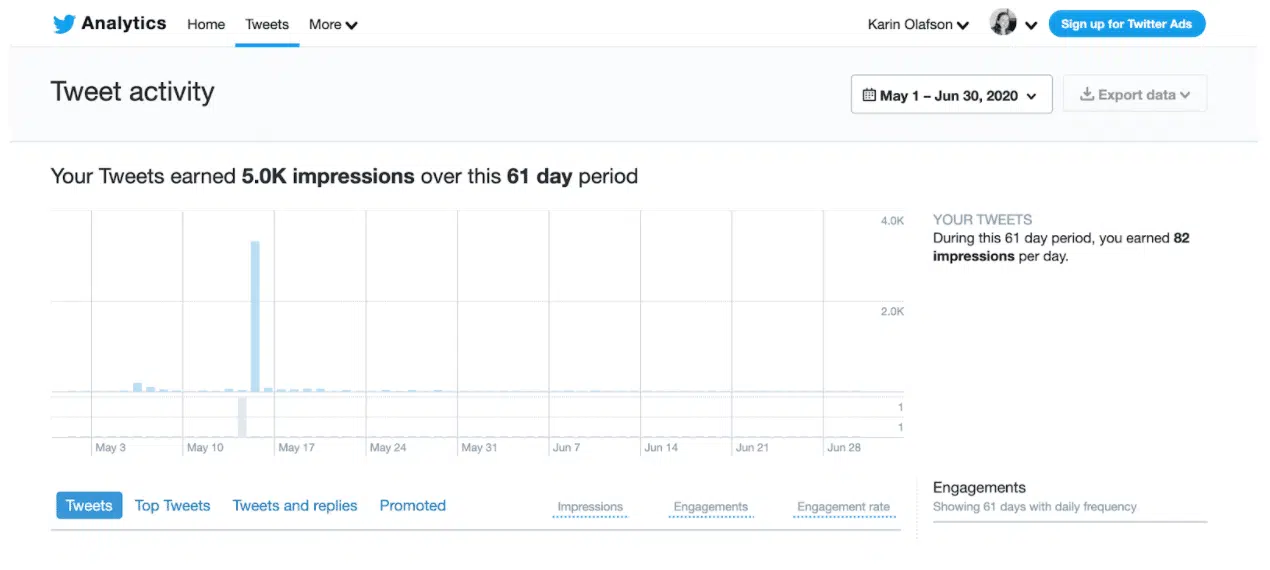 Analytics Home Tweets More Karin Olafson Sign up for Twitter Ads
Tweet activity
May 1 – Jun 30, 2020 Export data
Your Tweets earned 5.0K impressions over this 61 day period
4.0K
2.0K
1
1
May 3 May 10 May 17 May 24 May 31 Jun 7 Jun 14 Jun 21 Jun 28
YOUR TWEETS
During this 61 day period, you earned 82
impressions per day.
Tweets Top Tweets Tweets and replies Promoted Impressions Engagements Engagement rate
Engagements
Showing 61 days with daily frequency